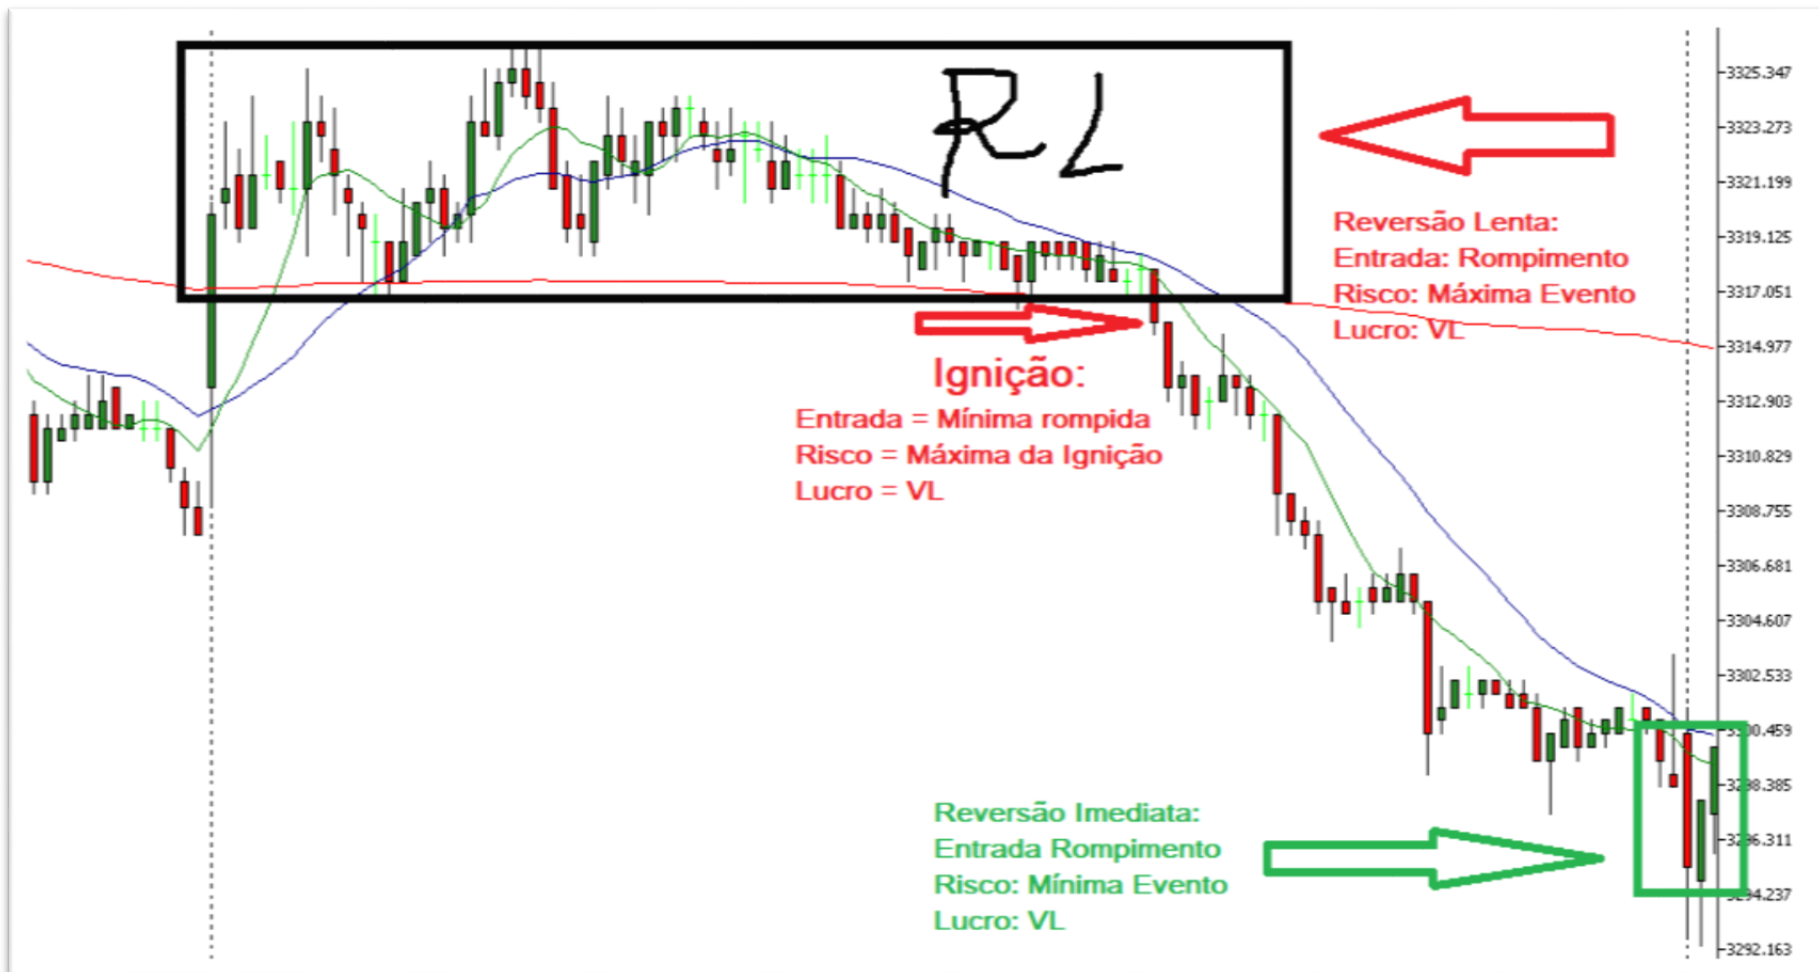 RL
3325.347
3323.273
3321.199
3319.125
3317.051
3314.977
3312.903
3310.829
3308.755
3306.681
3304.607
3302.533
3298.385
3292.163
Reversão Lenta:
Entrada: Rompimento
Risco: Máxima Evento
Lucro: VL
Ignição:
Entrada = Mínima rompida
Risco = Máxima da Ignição
Lucro = VL
Reversão Imediata:
Entrada Rompimento
Risco: Mínima Evento
Lucro: VL